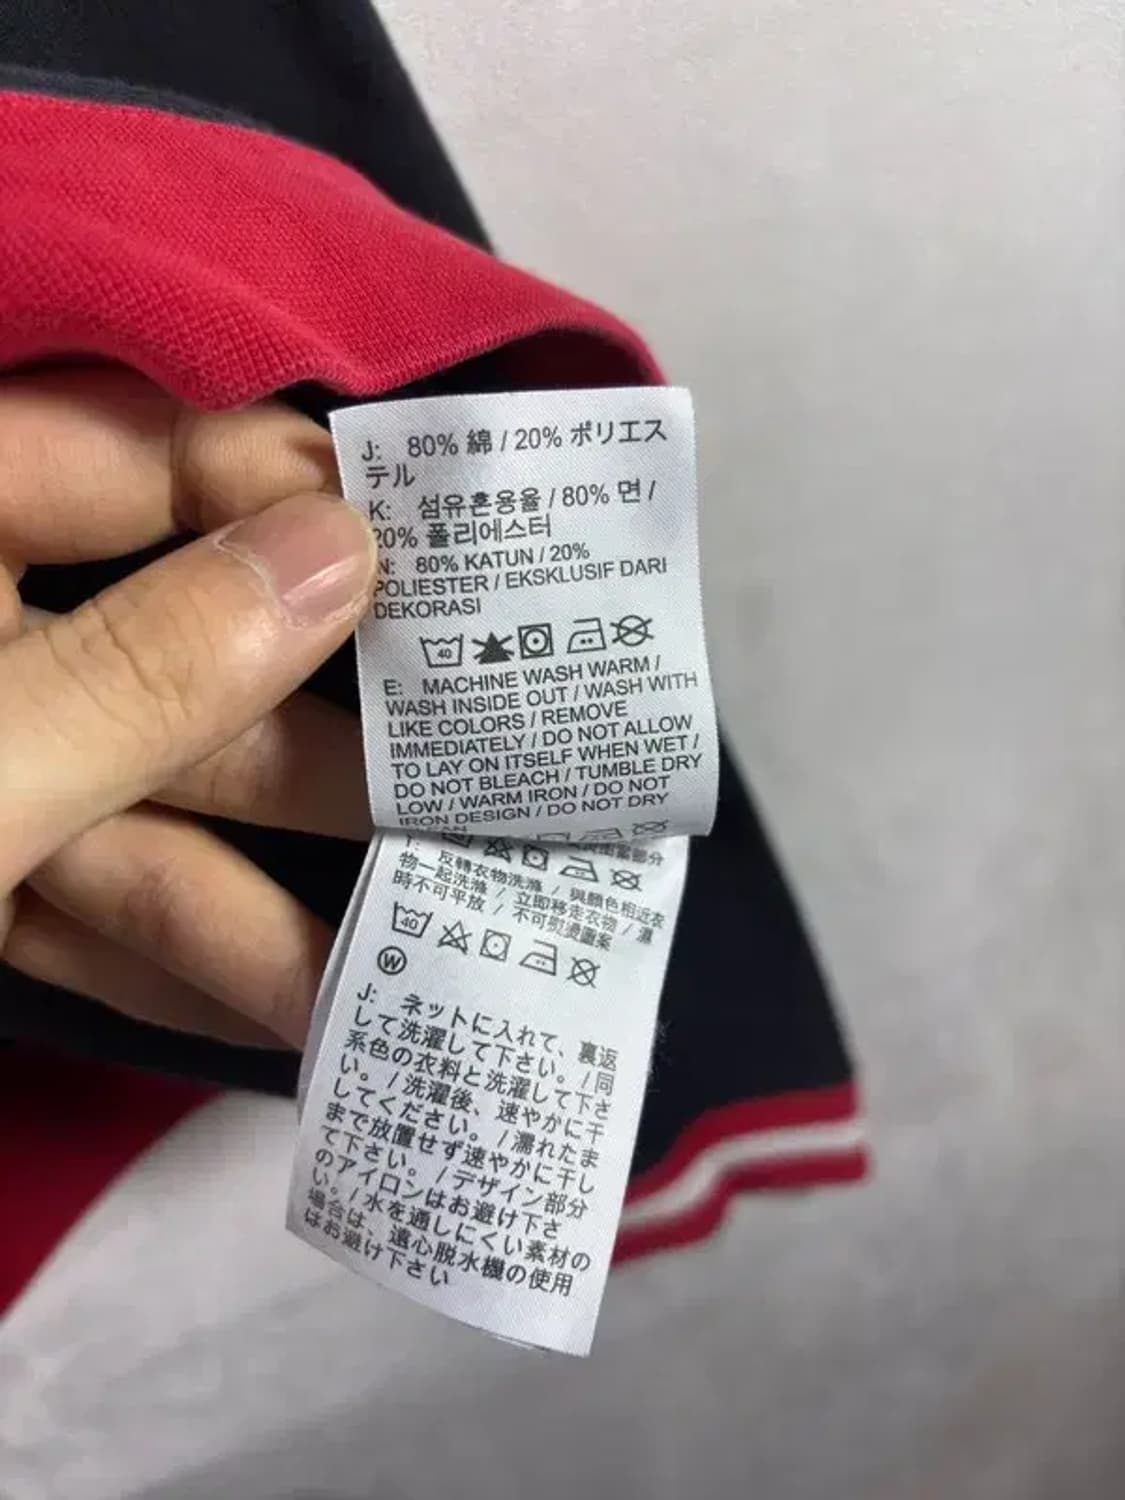 J: 80% 綿 / 20% ポリエス
テル
K: 섬유혼용율 / 80% 면 /
20% 폴리에스터
N: 80% KATUN / 20%
POLIESTER / EKSKLUSIF DARI
DEKORASI
40
E: MACHINE WASH WARM /
WASH INSIDE OUT / WASH WITH
LIKE COLORS / REMOVE
IMMEDIATELY / DO NOT ALLOW
TO LAY ON ITSELF WHEN WET /
DO NOT BLEACH / TUMBLE DRY
LOW / WARM IRON / DO NOT
IRON DESIGN / DO NOT DRY
案部分
T: 反轉衣物洗滌 / 與顏色相近衣
物一起洗滌 / 立即移走衣物 / 濕
時不可平放 / 不可熨燙圖案
40
W
J: ネットに入れて、裏返
して洗濯して下さい。/同
系色の衣料と洗濯して下さ
い。/洗濯後、速やかに干
してください。/濡れたま
まで放置せず速やかに干し
て下さい。/デザイン部分
のアイロンはお避け下さ
い。/水を通しにくい素材の
場合は、遠心脱水機の使用
はお避け下さい